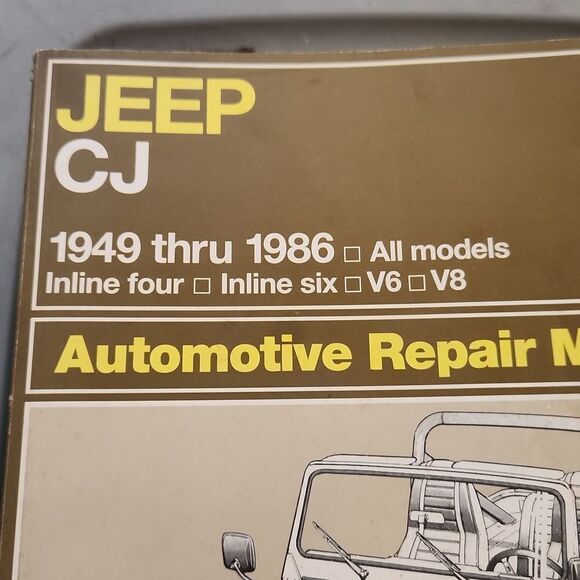 JEEP
CJ
1949 thru 1986 □ All models
Inline four □ Inline six □ V6 □ V8
Automotive Repair M